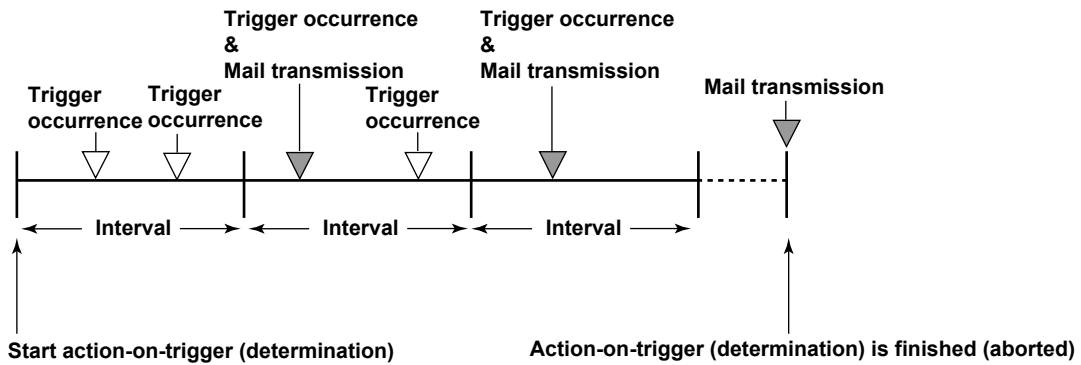 Trigger occurrence
&
Mail transmission
Trigger occurrence
&
Mail transmission
Mail transmission
Trigger
occurrence
Trigger
occurrence
Trigger
occurrence
Interval
Interval
Interval
Start action-on-trigger (determination)
Action-on-trigger (determination) is finished (aborted)